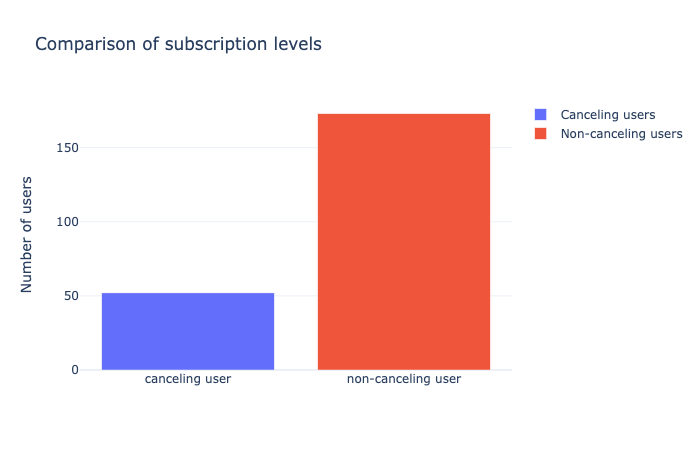 Comparison of subscription levels
Canceling users
Non-canceling users
Number of users
150
100
50
0
canceling user
non-canceling user